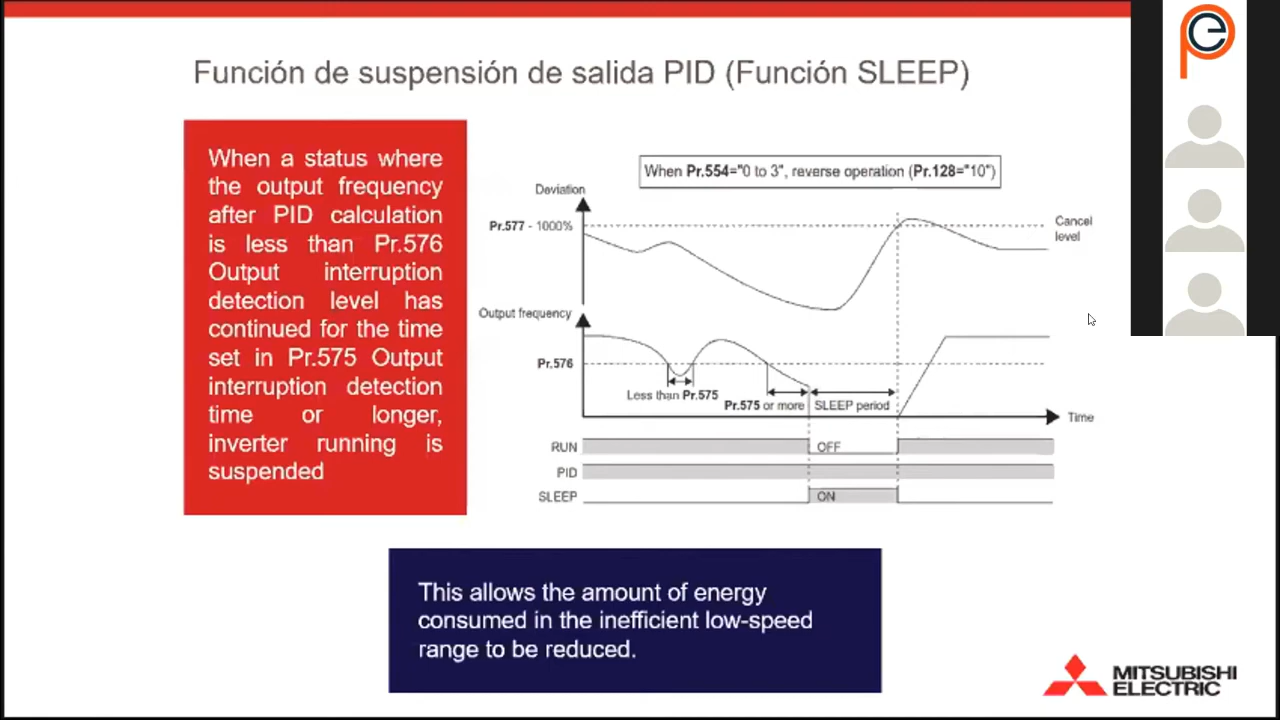 Función de suspensión de salida PID (Función SLEEP)
When a status where
the output frequency
after PID calculation
is less than Pr.576
Output interruption
detection level has
continued for the time
set in Pr.575 Output
interruption detection
time or longer,
inverter running is
suspended
When Pr.554="0 to 3", reverse operation (Pr.128="10")
Deviation
Pr.577 - 1000%
Cancel
level
Output frequency
Pr.576
Less than Pr.575
Pr.575 or more
SLEEP period
Time
RUN
OFF
PID
SLEEP
ON
This allows the amount of energy
consumed in the inefficient low-speed
range to be reduced.
MITSUBISHI
ELECTRIC